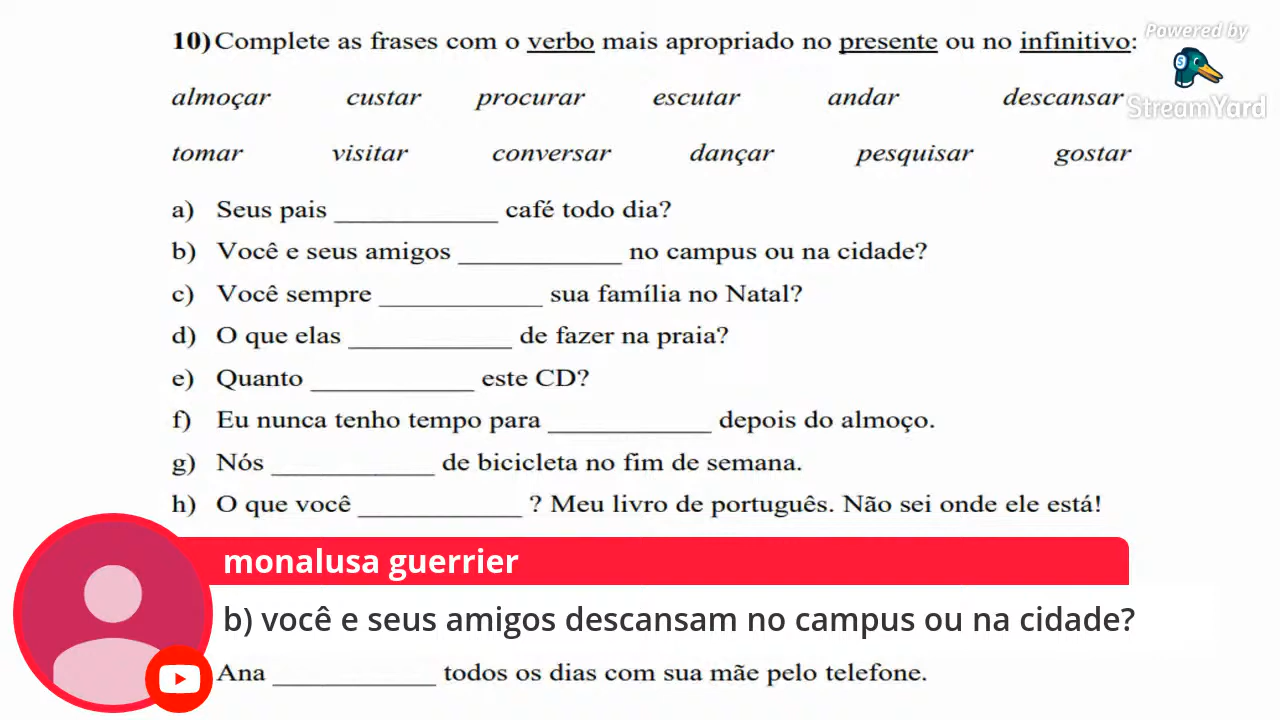 10) Complete as frases com o verbo mais apropriado no presente ou no infinitivo:
Powered by
StreamYard
almoçar custar procurar escutar andar descansar
tomar visitar conversar dançar pesquisar gostar
a) Seus pais ____________ café todo dia?
b) Você e seus amigos ____________ no campus ou na cidade?
c) Você sempre ____________ sua família no Natal?
d) O que elas ____________ de fazer na praia?
e) Quanto ____________ este CD?
f) Eu nunca tenho tempo para ____________ depois do almoço.
g) Nós ____________ de bicicleta no fim de semana.
h) O que você ____________ ? Meu livro de português. Não sei onde ele está!
monalusa guerrier
b) você e seus amigos descansam no campus ou na cidade?
Ana ____________ todos os dias com sua mãe pelo telefone.